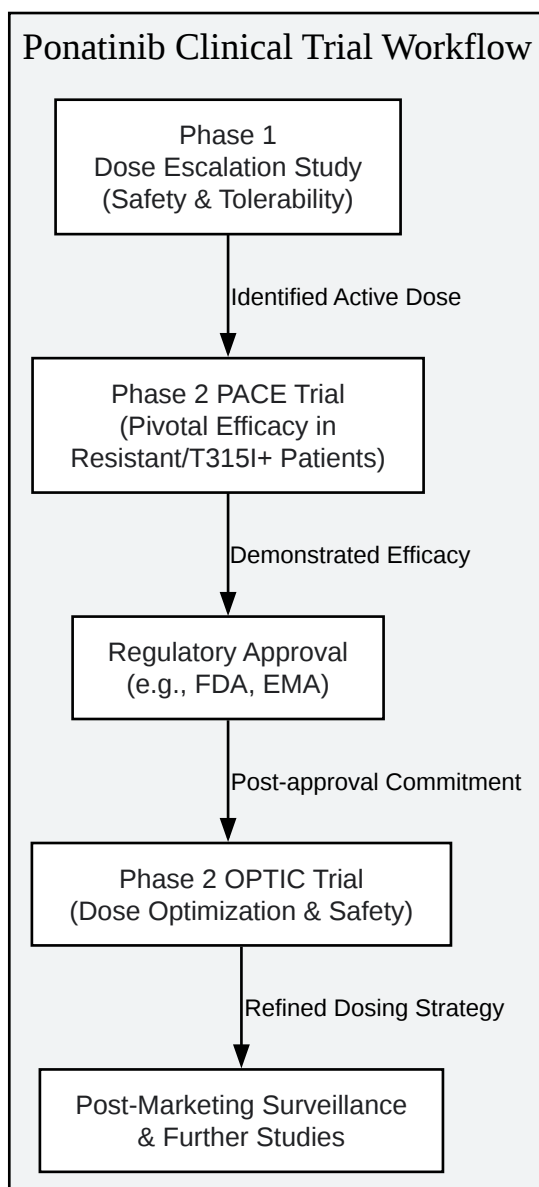 Ponatinib Clinical Trial Workflow
Phase 1
Dose Escalation Study
(Safety & Tolerability)
Identified Active Dose
Phase 2 PACE Trial
(Pivotal Efficacy in
Resistant/T315I+ Patients)
Demonstrated Efficacy
Regulatory Approval
(e.g., FDA, EMA)
Post-approval Commitment
Phase 2 OPTIC Trial
(Dose Optimization & Safety)
Refined Dosing Strategy
Post-Marketing Surveillance
& Further Studies